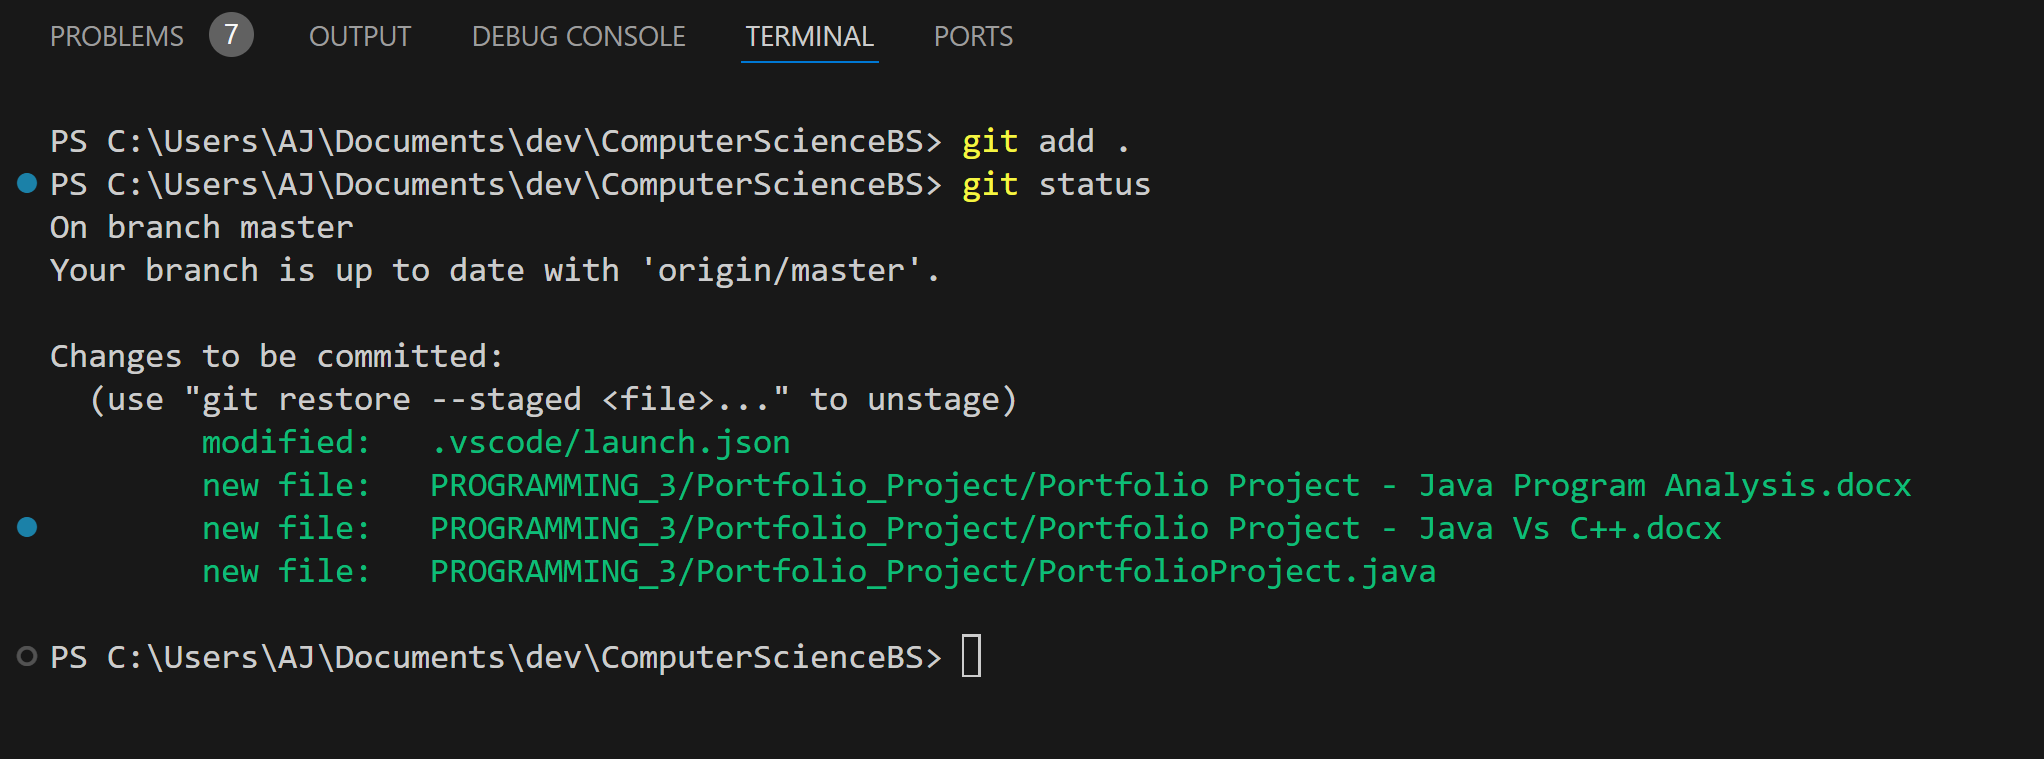 PROBLEMS 7 OUTPUT DEBUG CONSOLE TERMINAL PORTS
PS C:\Users\AJ\Documents\dev\ComputerScienceBS> git add .
PS C:\Users\AJ\Documents\dev\ComputerScienceBS> git status
On branch master
Your branch is up to date with 'origin/master'.
Changes to be committed:
  (use "git restore --staged <file>..." to unstage)
        modified:   .vscode/launch.json
        new file:   PROGRAMMING_3/Portfolio_Project/Portfolio Project - Java Program Analysis.docx
        new file:   PROGRAMMING_3/Portfolio_Project/Portfolio Project - Java Vs C++.docx
        new file:   PROGRAMMING_3/Portfolio_Project/PortfolioProject.java
PS C:\Users\AJ\Documents\dev\ComputerScienceBS>